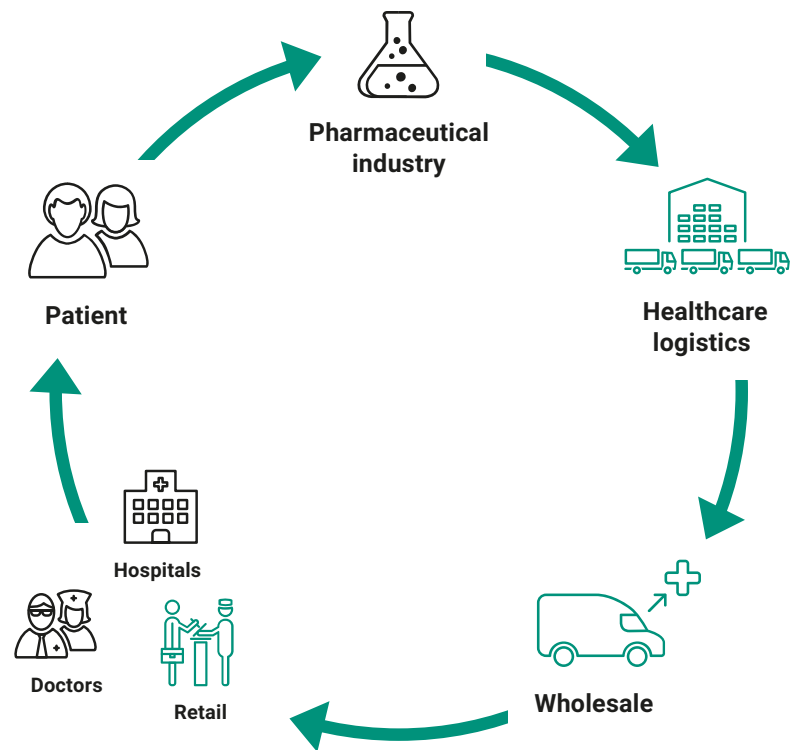 Pharmaceutical
industry
Healthcare
logistics
Wholesale
Retail
Doctors
Hospitals
Patient